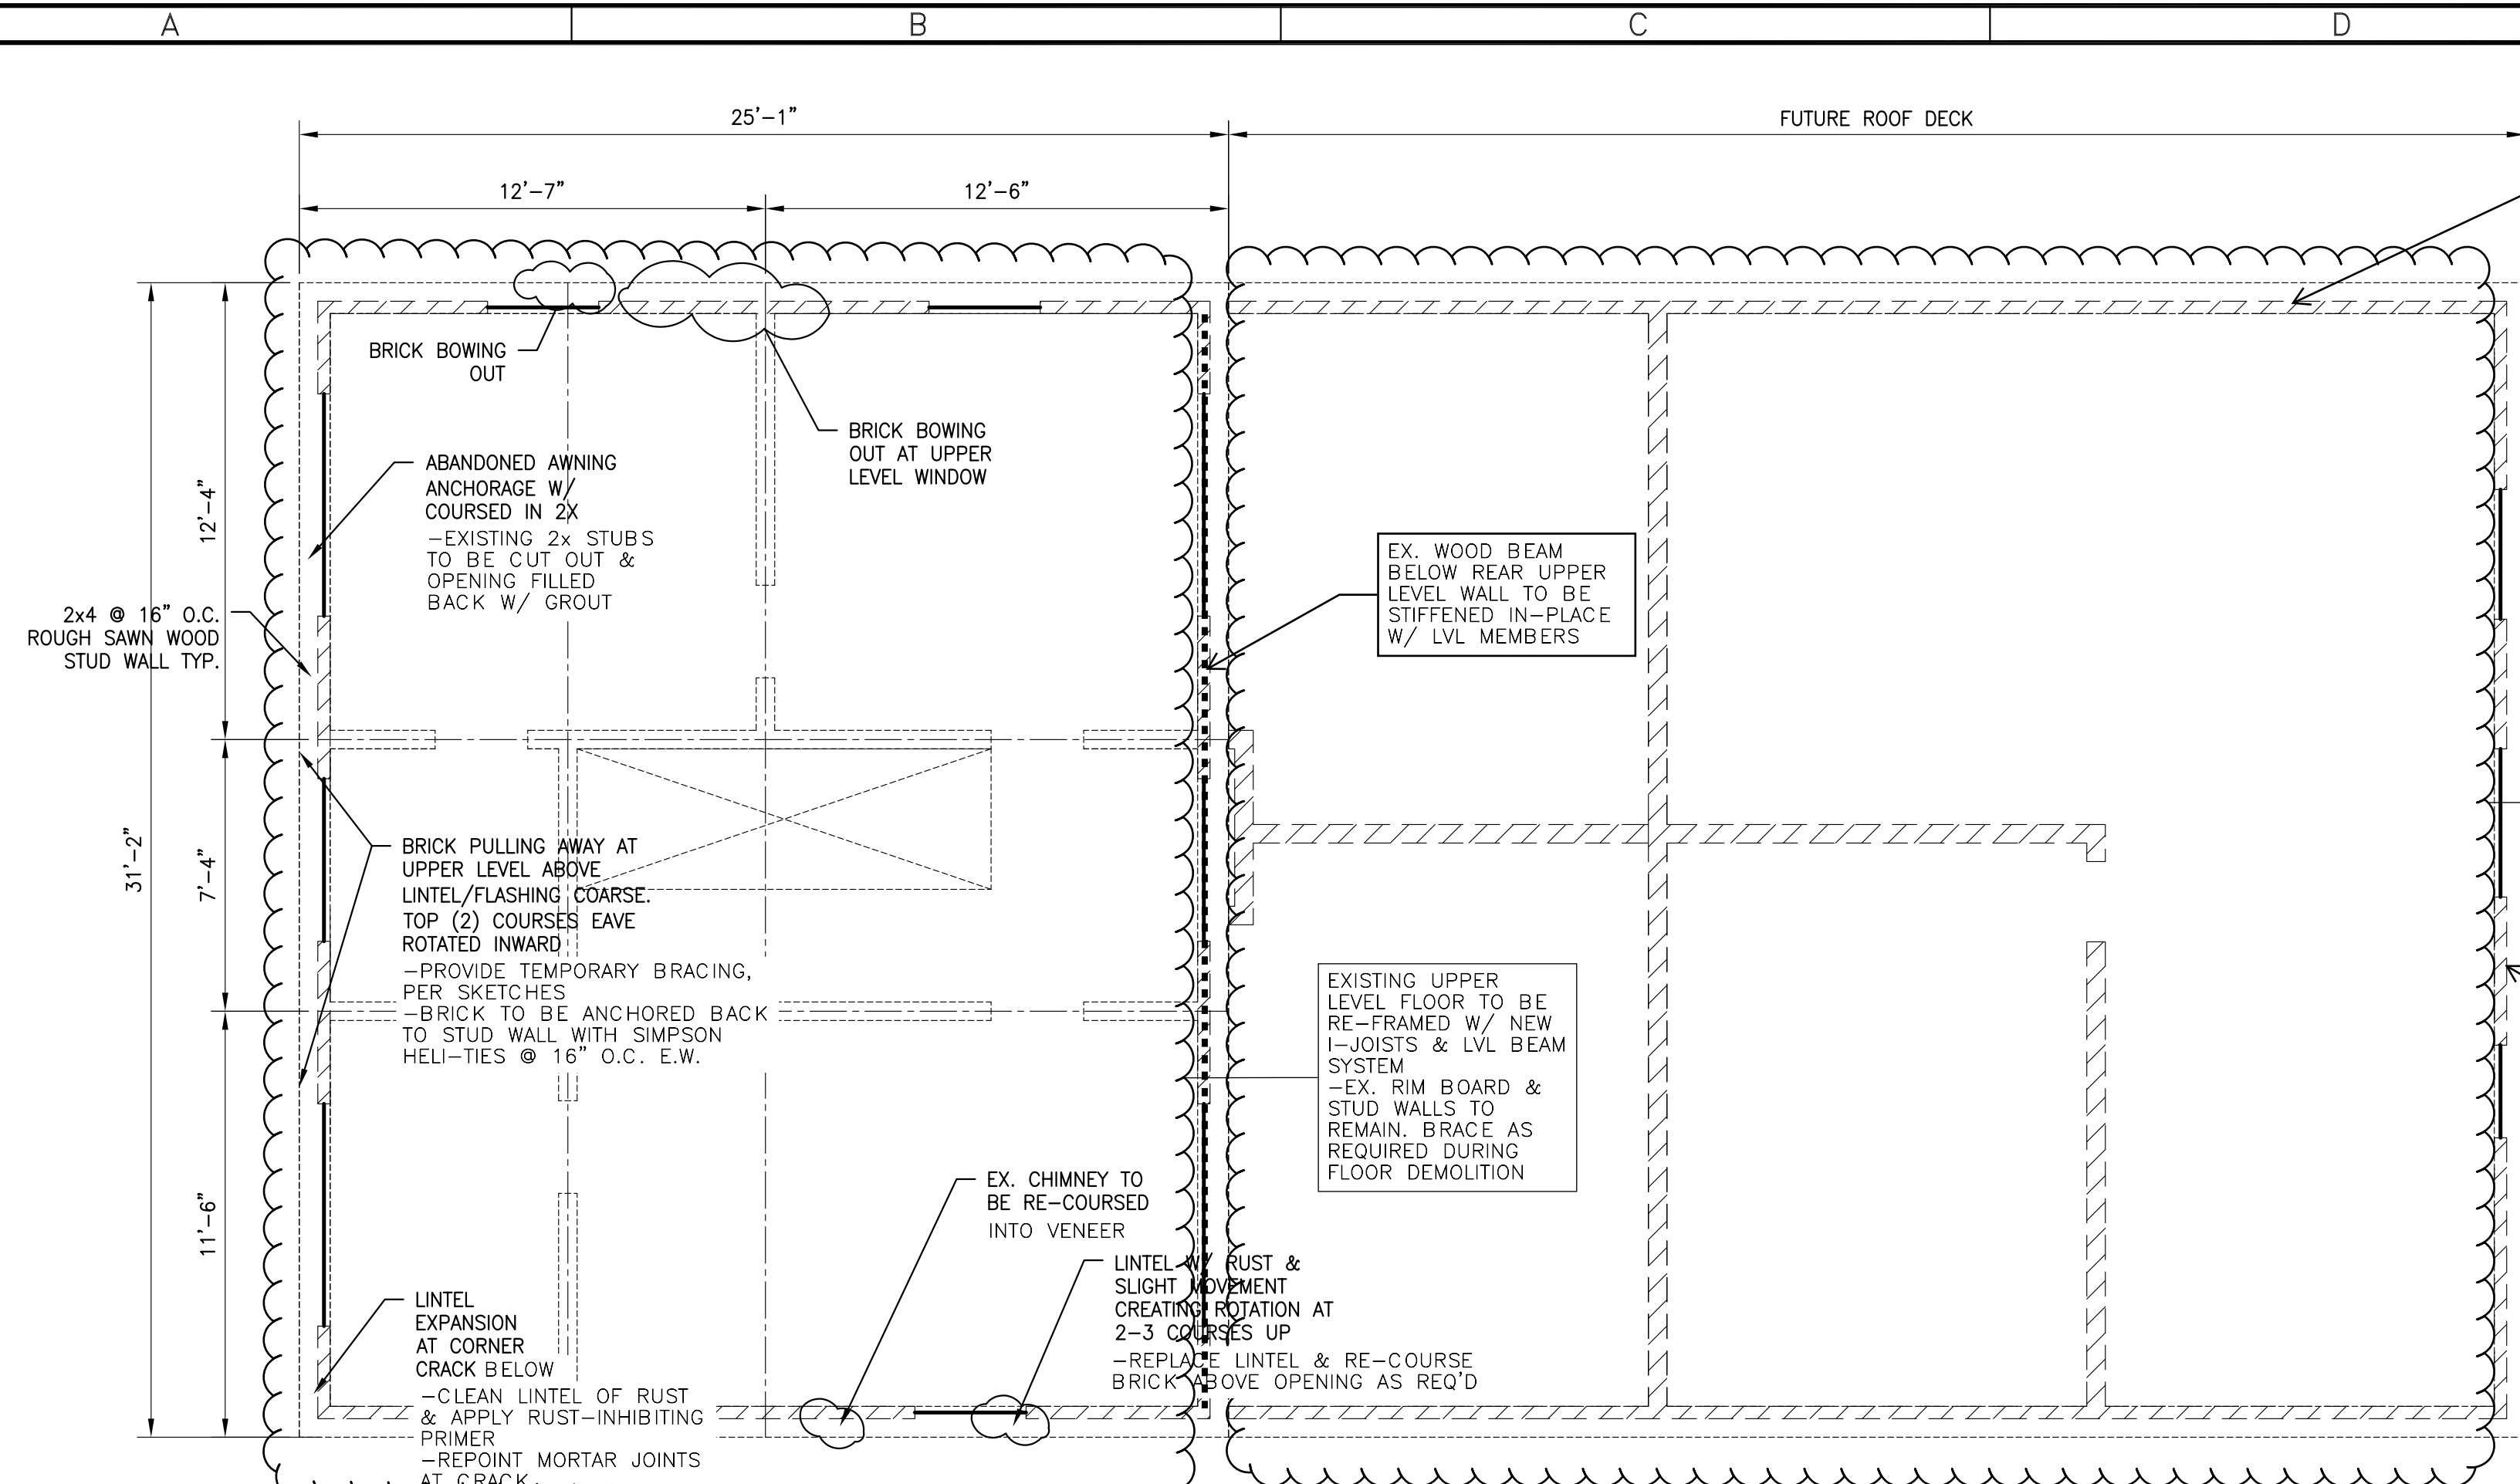 A
B
C
D
25'-1"
FUTURE ROOF DECK
12'-7"
12'-6"
BRICK BOWING
OUT
BRICK BOWING
OUT AT UPPER
LEVEL WINDOW
ABANDONED AWNING
ANCHORAGE W/
COURSED IN 2X
-EXISTING 2x STUBS
TO BE CUT OUT &
OPENING FILLED
BACK W/ GROUT
12'-4"
EX. WOOD BEAM
BELOW REAR UPPER
LEVEL WALL TO BE
STIFFENED IN-PLACE
W/ LVL MEMBERS
2x4 @ 16" O.C.
ROUGH SAWN WOOD
STUD WALL TYP.
31'-2"
7'-4"
BRICK PULLING AWAY AT
UPPER LEVEL ABOVE
LINTEL/FLASHING COARSE.
TOP (2) COURSES EAVE
ROTATED INWARD
-PROVIDE TEMPORARY BRACING,
PER SKETCHES
-BRICK TO BE ANCHORED BACK
TO STUD WALL WITH SIMPSON
HELI-TIES @ 16" O.C. E.W.
EXISTING UPPER
LEVEL FLOOR TO BE
RE-FRAMED W/ NEW
I-JOISTS & LVL BEAM
SYSTEM
-EX. RIM BOARD &
STUD WALLS TO
REMAIN. BRACE AS
REQUIRED DURING
FLOOR DEMOLITION
11'-6"
EX. CHIMNEY TO
BE RE-COURSED
INTO VENEER
LINTEL W/ RUST &
SLIGHT MOVEMENT
CREATING ROTATION AT
2-3 COURSES UP
-REPLACE LINTEL & RE-COURSE
BRICK ABOVE OPENING AS REQ'D
LINTEL
EXPANSION
AT CORNER
CRACK BELOW
-CLEAN LINTEL OF RUST
& APPLY RUST-INHIBITING
PRIMER
-REPOINT MORTAR JOINTS
AT CRACK.